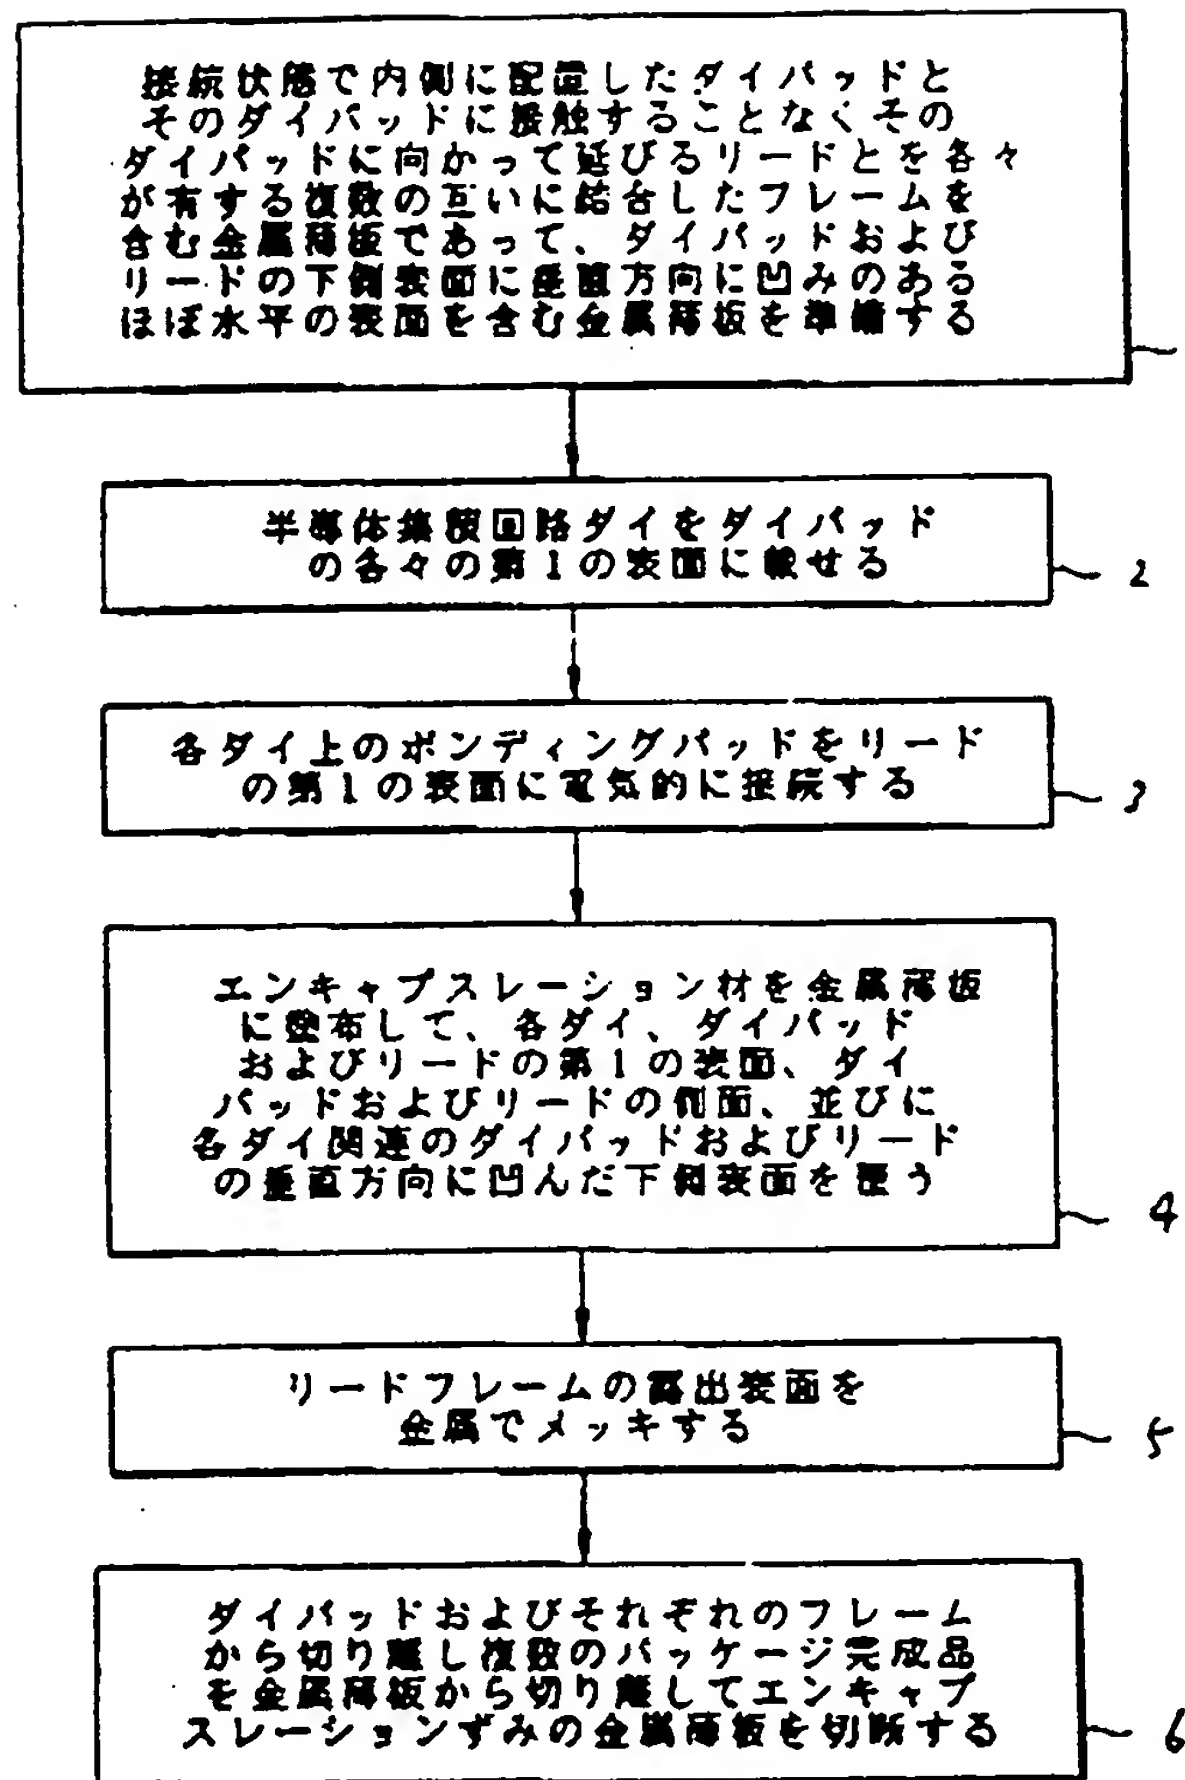 接続状態で内側に配置したダイパッドと
そのダイパッドに接触することなくその
ダイパッドに向かって延びるリードとを各々
が有する複数の互いに結合したフレームを
含む金属薄板であって、ダイパッドおよび
リードの下側表面に垂直方向に凹みのある
ほぼ水平の表面を含む金属薄板を準備する
半導体集積回路ダイをダイパッド
の各々の第1の表面に載せる
2
各ダイ上のボンディングパッドをリード
の第1の表面に電気的に接続する
3
エンキャプスレーション材を金属薄板
に塗布して、各ダイ、ダイパッド
およびリードの第1の表面、ダイ
パッドおよびリードの側面、並びに
各ダイ関連のダイパッドおよびリード
の垂直方向に凹んだ下側表面を覆う
4
リードフレームの露出表面を
金属でメッキする
5
ダイパッドおよびそれぞれのフレーム
から切り離し複数のパッケージ完成品
を金属薄板から切り離してエンキャプ
スレーションずみの金属薄板を切断する
6